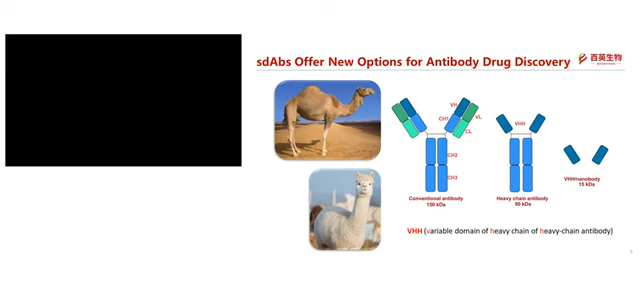 sdAbs Offer New Options for Antibody Drug Discovery
百英生物
VH
CH1
VL
CL
CH2
CH3
Conventional antibody
150 kDa
VHH
Heavy chain antibody
90 kDa
VHH/nanobody
15 kDa
VHH (variable domain of heavy chain of heavy-chain antibody)